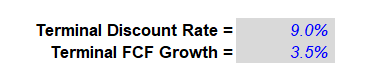 Terminal Discount Rate = 9.0%
Terminal FCF Growth = 3.5%